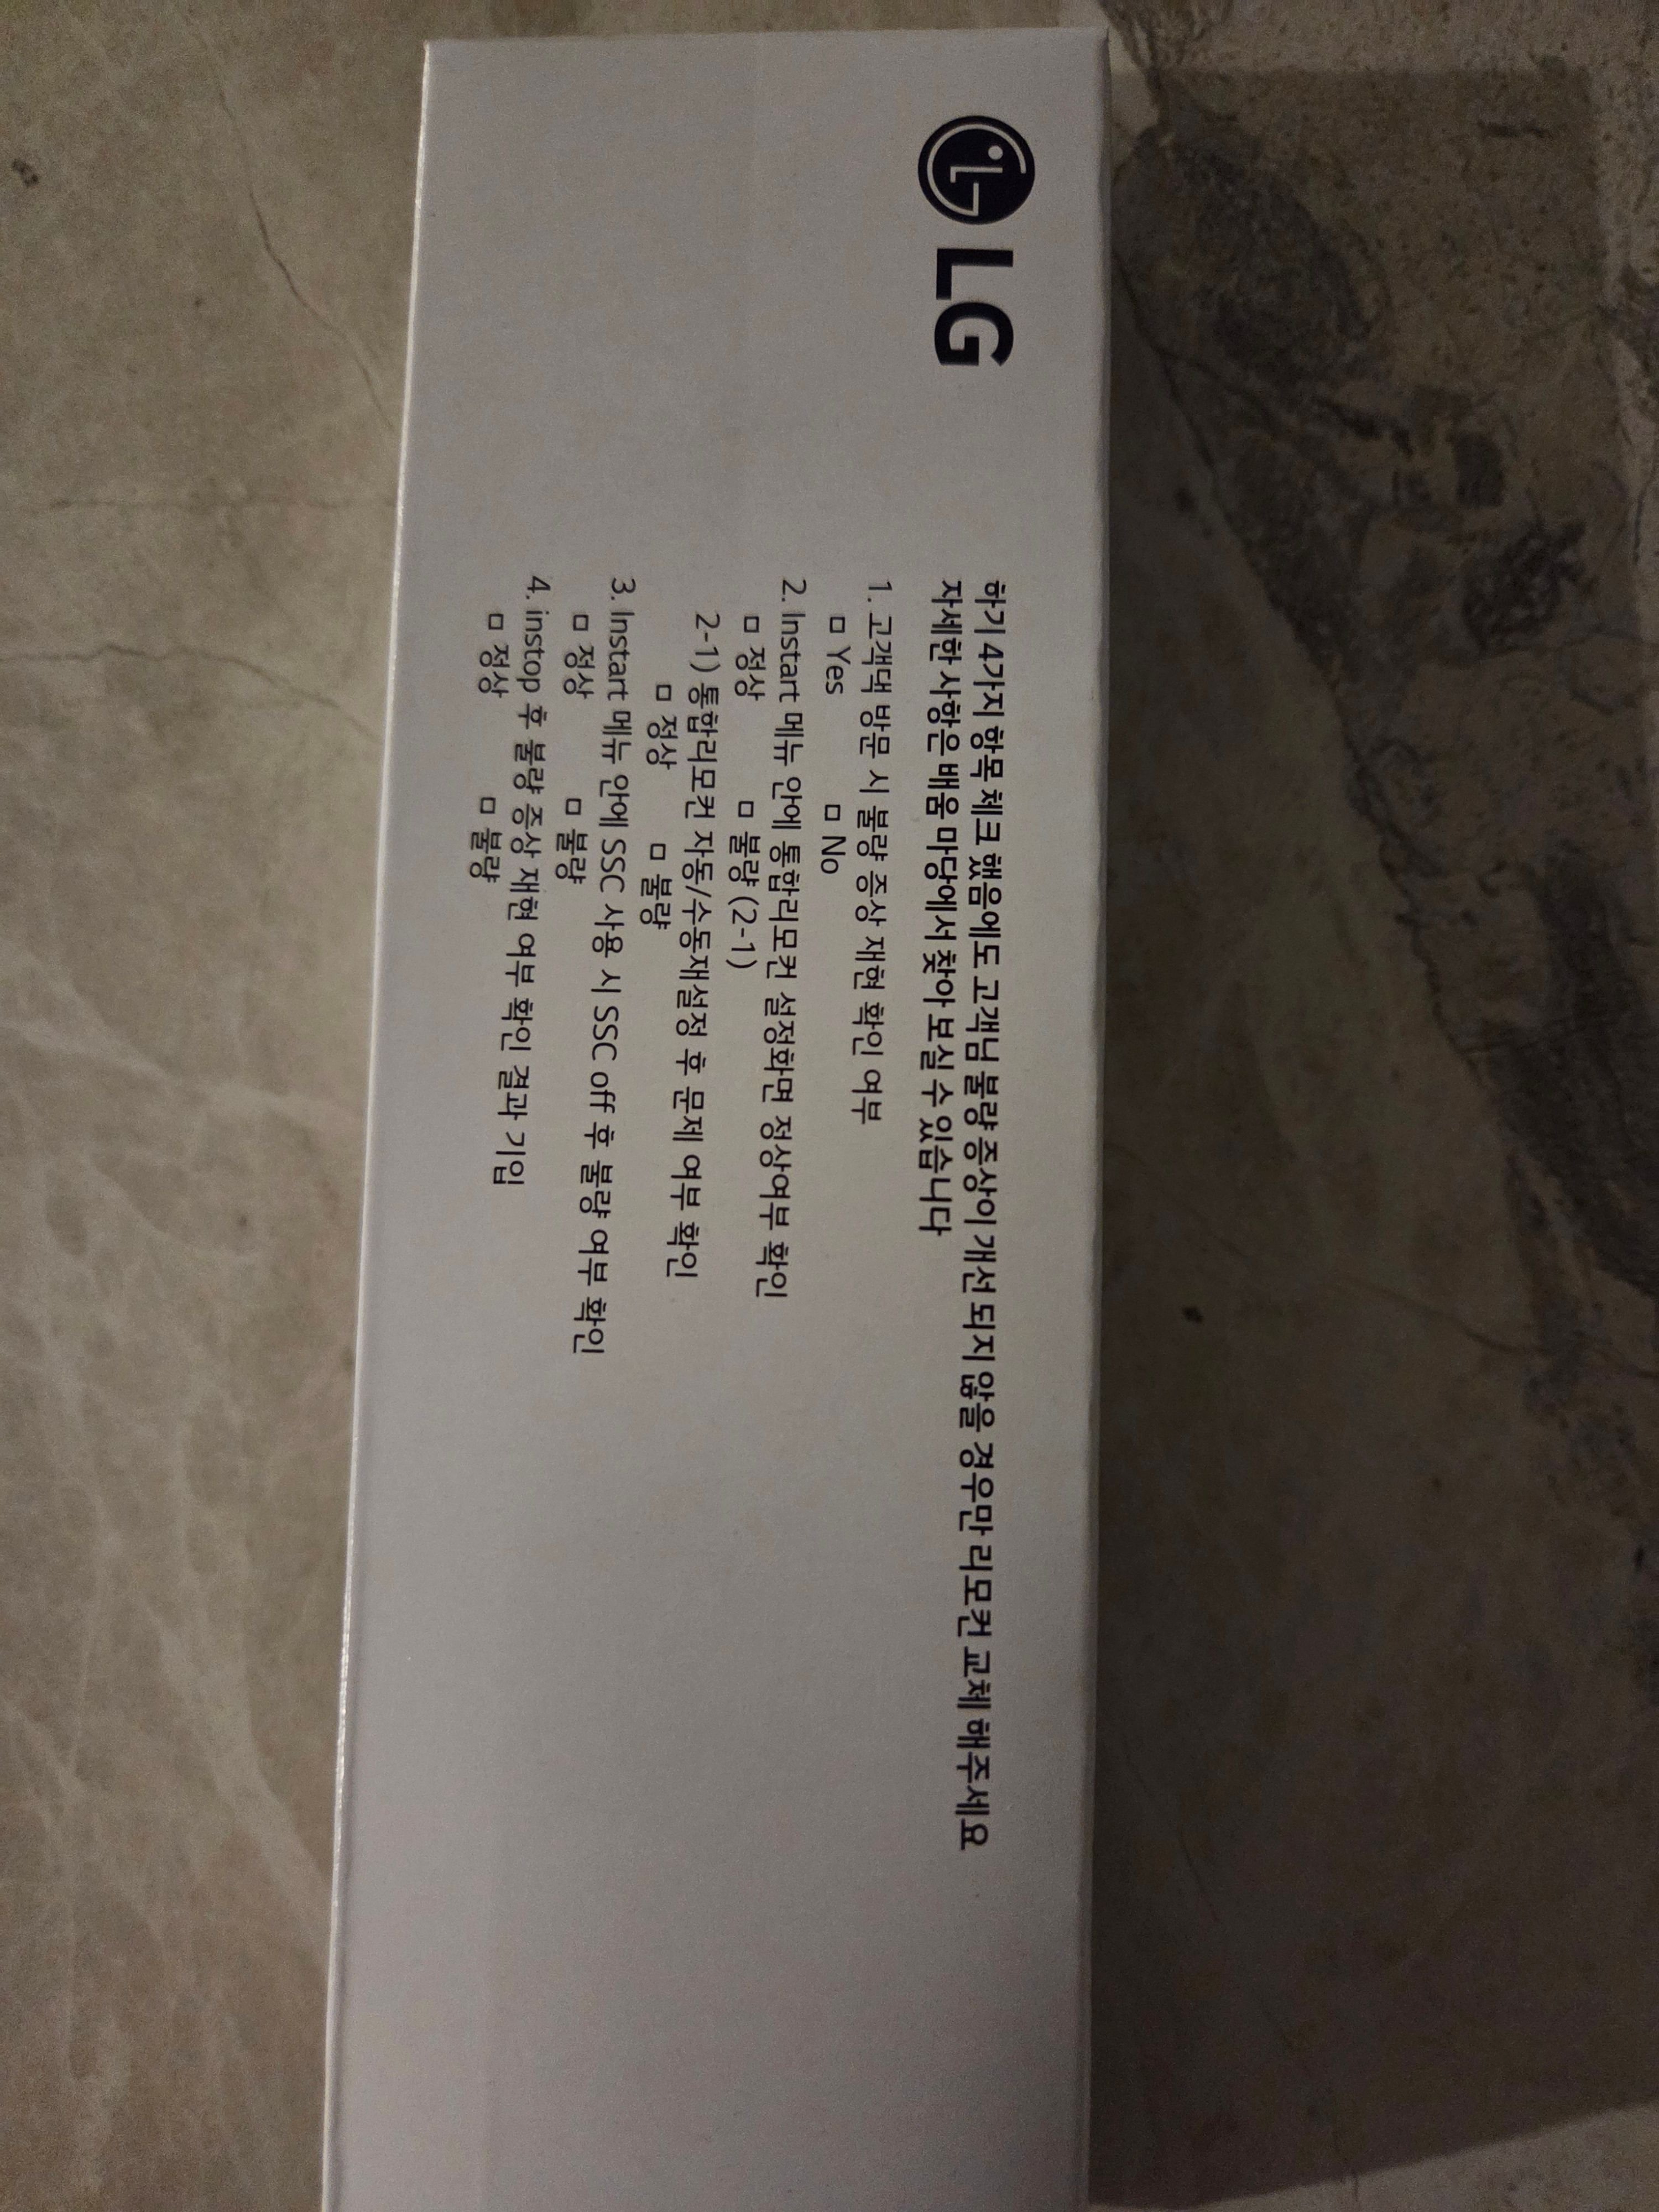 LG
하기 4가지 항목 체크 했음에도 고객님 불량 증상이 개선 되지 않을 경우만 리모컨 교체 해주세요
자세한 사항은 배움 마당에서 찾아 보실 수 있습니다
1. 고객댁 방문 시 불량 증상 재현 확인 여부
□ Yes □ No
2. Instart 메뉴 안에 통합리모컨 설정화면 정상여부 확인
□ 정상 □ 불량 (2-1)
2-1) 통합리모컨 자동/수동재설정 후 문제 여부 확인
□ 정상 □ 불량
3. Instart 메뉴 안에 SSC 사용 시 SSC off 후 불량 여부 확인
□ 정상 □ 불량
4. instop 후 불량 증상 재현 여부 확인 결과 기입
□ 정상 □ 불량